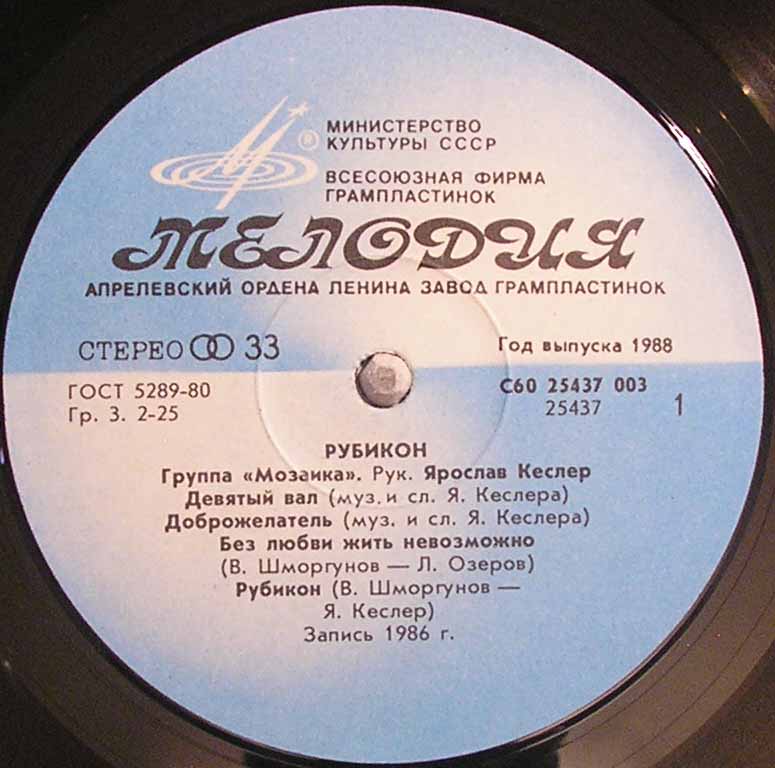 ®
МИНИСТЕРСТВО
КУЛЬТУРЫ СССР
ВСЕСОЮЗНАЯ ФИРМА
ГРАМПЛАСТИНОК
МЕЛОДИЯ
АПРЕЛЕВСКИЙ ОРДЕНА ЛЕНИНА ЗАВОД ГРАМПЛАСТИНОК
СТЕРЕО 33
Год выпуска 1988
ГОСТ 5289-80
Гр. 3. 2-25
С60 25437 003
25437
1
РУБИКОН
Группа «Мозаика». Рук. Ярослав Кеслер
Девятый вал (муз. и сл. Я. Кеслера)
Доброжелатель (муз. и сл. Я. Кеслера)
Без любви жить невозможно
(В. Шморгунов — Л. Озеров)
Рубикон (В. Шморгунов —
Я. Кеслер)
Запись 1986 г.